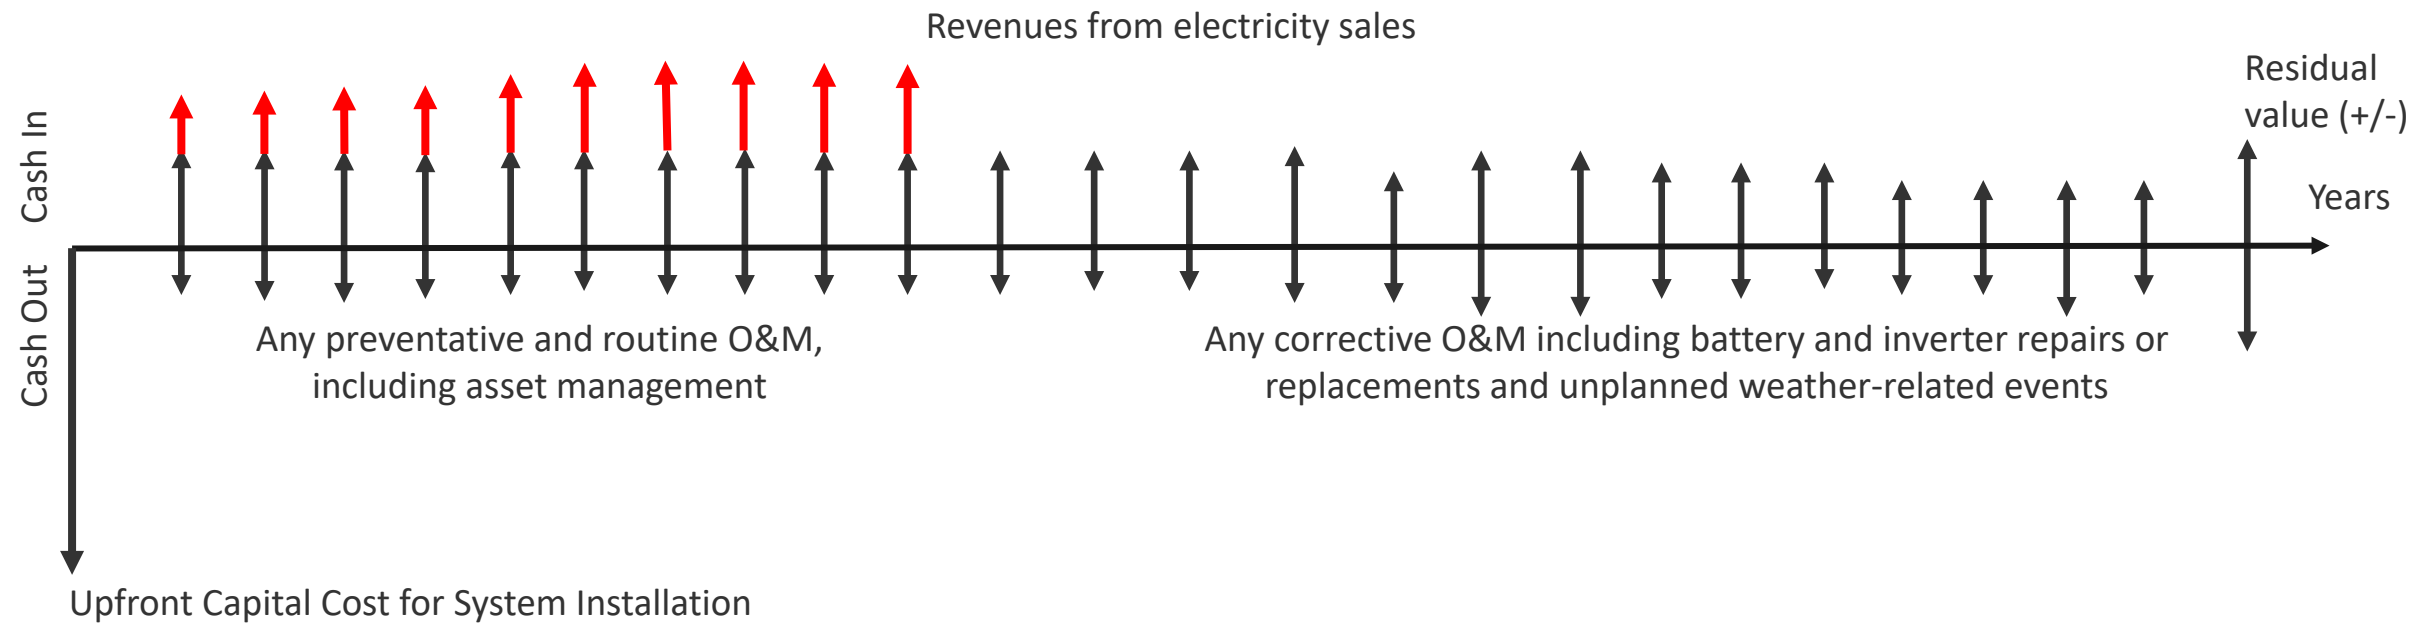 Revenues from electricity sales
Residual
value (+/-)
Cash In
Years
Cash Out
Any preventative and routine O&M,
including asset management
Any corrective O&M including battery and inverter repairs or
replacements and unplanned weather-related events
Upfront Capital Cost for System Installation